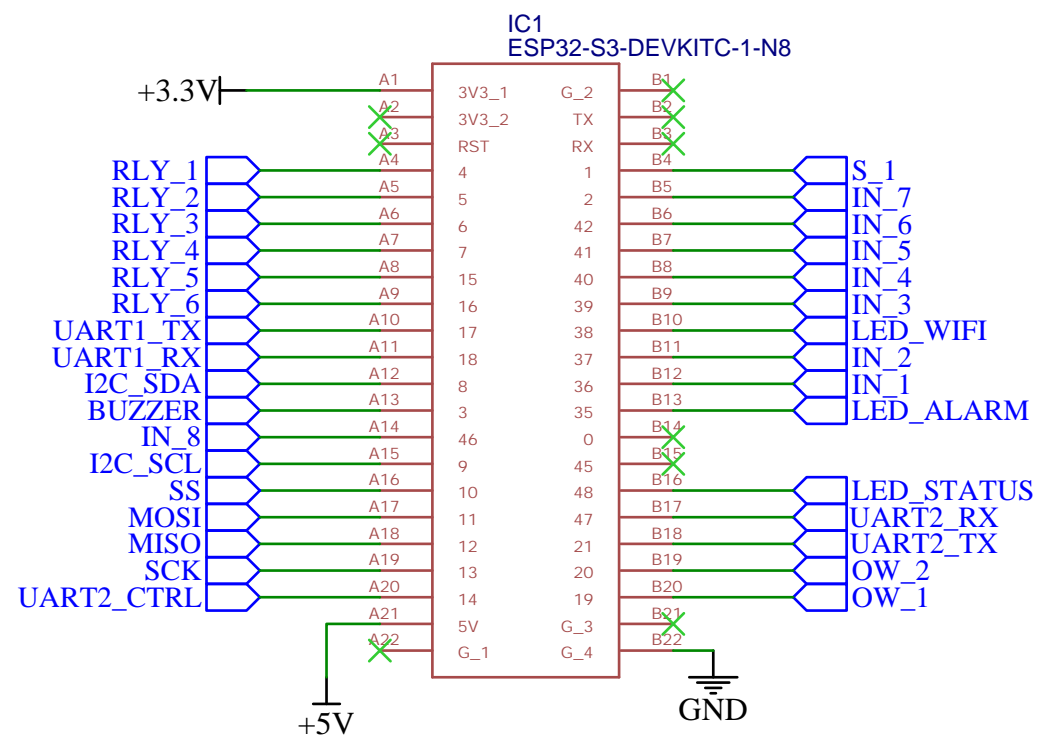 IC1
ESP32-S3-DEVKITC-1-N8
+3.3V A1 3V3_1 G_2 B1
A2 3V3_2 TX B2
A3 RST RX B3
RLY_1 A4 4 1 B4 S_1
RLY_2 A5 5 2 B5 IN_7
RLY_3 A6 6 42 B6 IN_6
RLY_4 A7 7 41 B7 IN_5
RLY_5 A8 15 40 B8 IN_4
RLY_6 A9 16 39 B9 IN_3
UART1_TX A10 17 38 B10 LED_WIFI
UART1_RX A11 18 37 B11 IN_2
I2C_SDA A12 8 36 B12 IN_1
BUZZER A13 3 35 B13 LED_ALARM
IN_8 A14 46 0 B14
I2C_SCL A15 9 45 B15
SS A16 10 48 B16 LED_STATUS
MOSI A17 11 47 B17 UART2_RX
MISO A18 12 21 B18 UART2_TX
SCK A19 13 20 B19 OW_2
UART2_CTRL A20 14 19 B20 OW_1
A21 5V G_3 B21
A22 G_1 G_4 B22
+5V GND